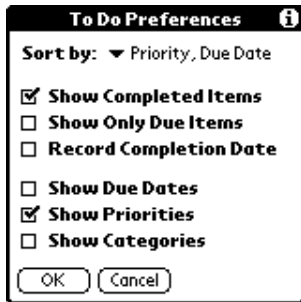 To Do Preferences
Sort by: Priority, Due Date
Show Completed Items
Show Only Due Items
Record Completion Date
Show Due Dates
Show Priorities
Show Categories
OK Cancel